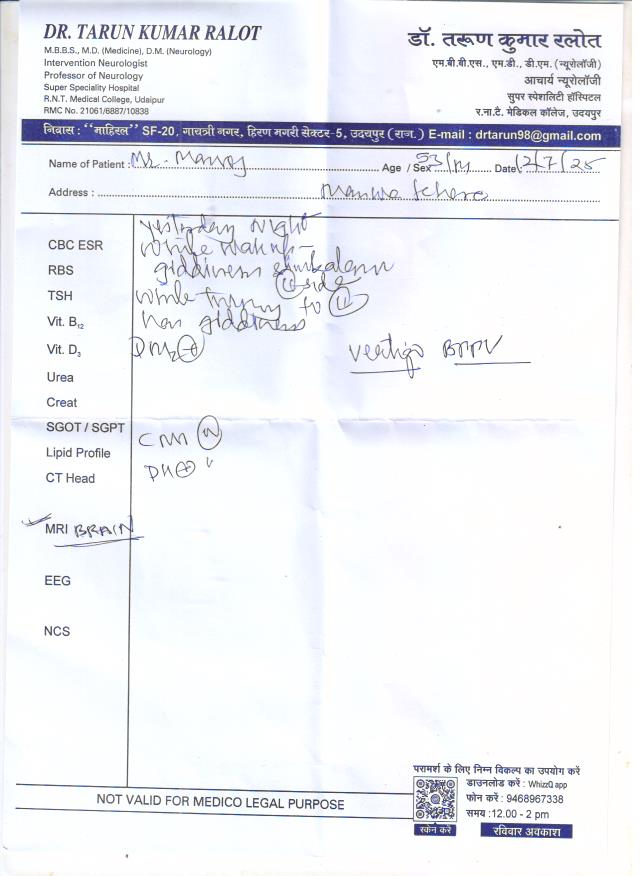 DR. TARUN KUMAR RALOT
M.B.B.S., M.D. (Medicine), D.M. (Neurology)
Intervention Neurologist
Professor of Neurology
Super Speciality Hospital
R.N.T. Medical College, Udaipur
RMC No. 21061/6887/10838
डॉ. तरूण कुमार रलोत
एम.बी.बी.एस., एम.डी., डी.एम. (न्यूरोलॉजी)
आचार्य न्यूरोलॉजी
सुपर स्पेशलिटी हॉस्पिटल
र.ना.टै. मेडिकल कॉलेज, उदयपुर
निवास : "माहिरल" SF-20, गायत्री नगर, हिरण मगरी सेक्टर-5, उदयपुर (राज.) E-mail : drtarun98@gmail.com
Name of Patient : Mr. Manoj Age / Sex 53/M Date 12/7/25
Address :
yesterday night
while
giddiness
side
while to
giddiness
CBC ESR
RBS
TSH
Vit. B12
Vit. D3
Urea
Creat
SGOT / SGPT
Lipid Profile
CT Head
MRI BRAIN
EEG
NCS
Vertigo BPPV
परामर्श के लिए निम्न विकल्प का उपयोग करें
डाउनलोड करें : WhizzQ app
फोन करें : 9468967338
समय :12.00 - 2 pm
स्केन करे
रविवार अवकाश
NOT VALID FOR MEDICO LEGAL PURPOSE